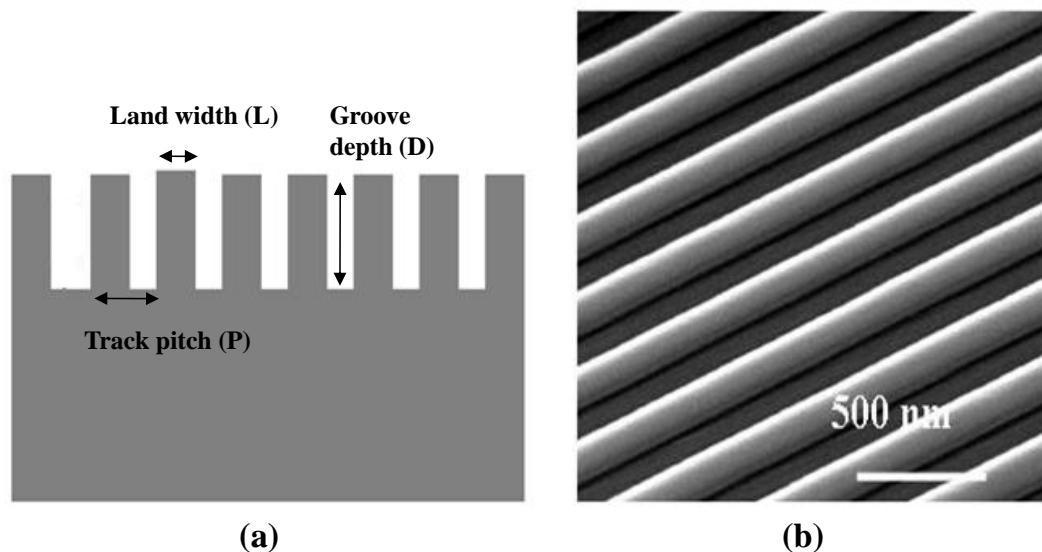 Land width (L)
Groove
depth (D)
Track pitch (P)
500 nm
(a)
(b)